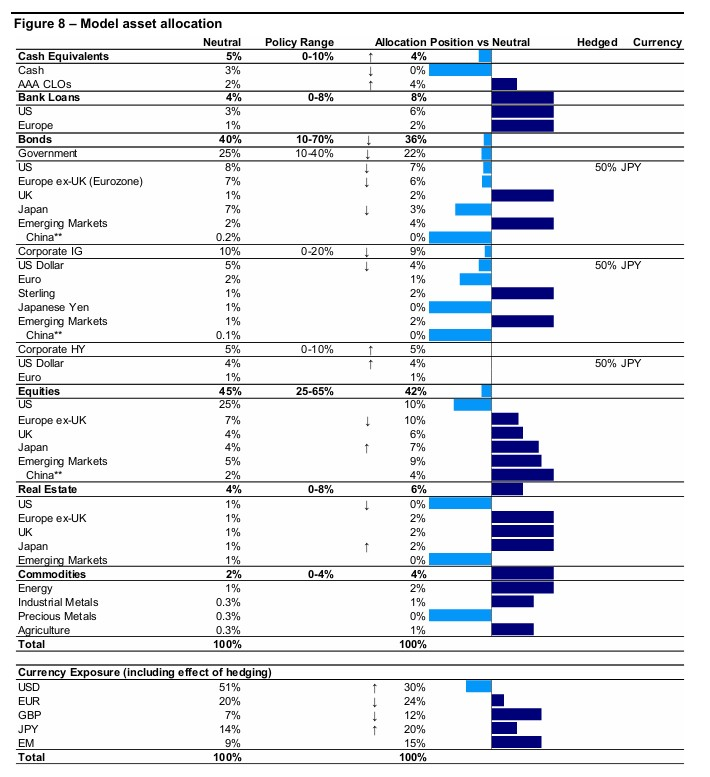 Figure 8 – Model asset allocation
Neutral Policy Range Allocation Position vs Neutral Hedged Currency
Cash Equivalents 5% 0-10% ↑ 4%
Cash 3% ↓ 0%
AAA CLOs 2% ↑ 4%
Bank Loans 4% 0-8% 8%
US 3% 6%
Europe 1% 2%
Bonds 40% 10-70% ↓ 36%
Government 25% 10-40% ↓ 22%
US 8% ↓ 7% 50% JPY
Europe ex-UK (Eurozone) 7% ↓ 6%
UK 1% 2%
Japan 7% ↓ 3%
Emerging Markets 2% 4%
China** 0.2% 0%
Corporate IG 10% 0-20% ↓ 9%
US Dollar 5% ↓ 4% 50% JPY
Euro 2% 1%
Sterling 1% 2%
Japanese Yen 1% 0%
Emerging Markets 1% 2%
China** 0.1% 0%
Corporate HY 5% 0-10% ↑ 5%
US Dollar 4% ↑ 4% 50% JPY
Euro 1% 1%
Equities 45% 25-65% 42%
US 25% 10%
Europe ex-UK 7% ↓ 10%
UK 4% 6%
Japan 4% ↑ 7%
Emerging Markets 5% 9%
China** 2% 4%
Real Estate 4% 0-8% 6%
US 1% ↓ 0%
Europe ex-UK 1% 2%
UK 1% 2%
Japan 1% ↑ 2%
Emerging Markets 1% 0%
Commodities 2% 0-4% 4%
Energy 1% 2%
Industrial Metals 0.3% 1%
Precious Metals 0.3% 0%
Agriculture 0.3% 1%
Total 100% 100%
Currency Exposure (including effect of hedging)
USD 51% ↑ 30%
EUR 20% ↓ 24%
GBP 7% ↓ 12%
JPY 14% ↑ 20%
EM 9% 15%
Total 100% 100%